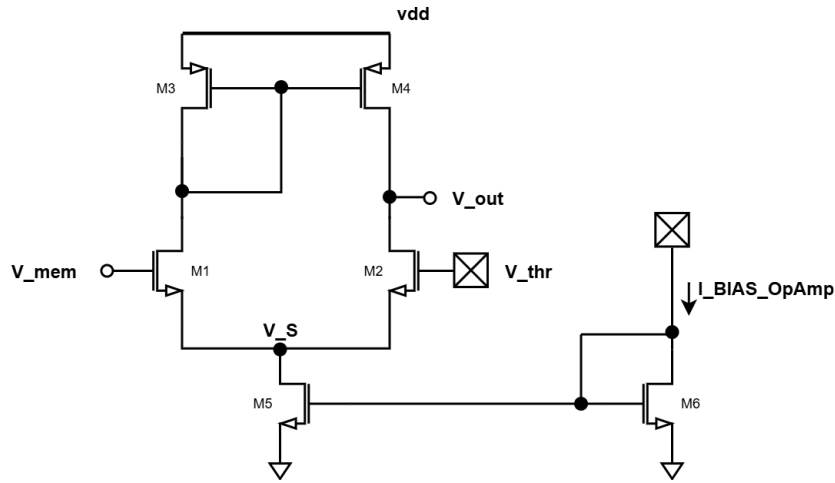 vdd
M3
M4
V_out
V_mem
M1
M2
V_thr
I_BIAS_OpAmp
V_S
M5
M6